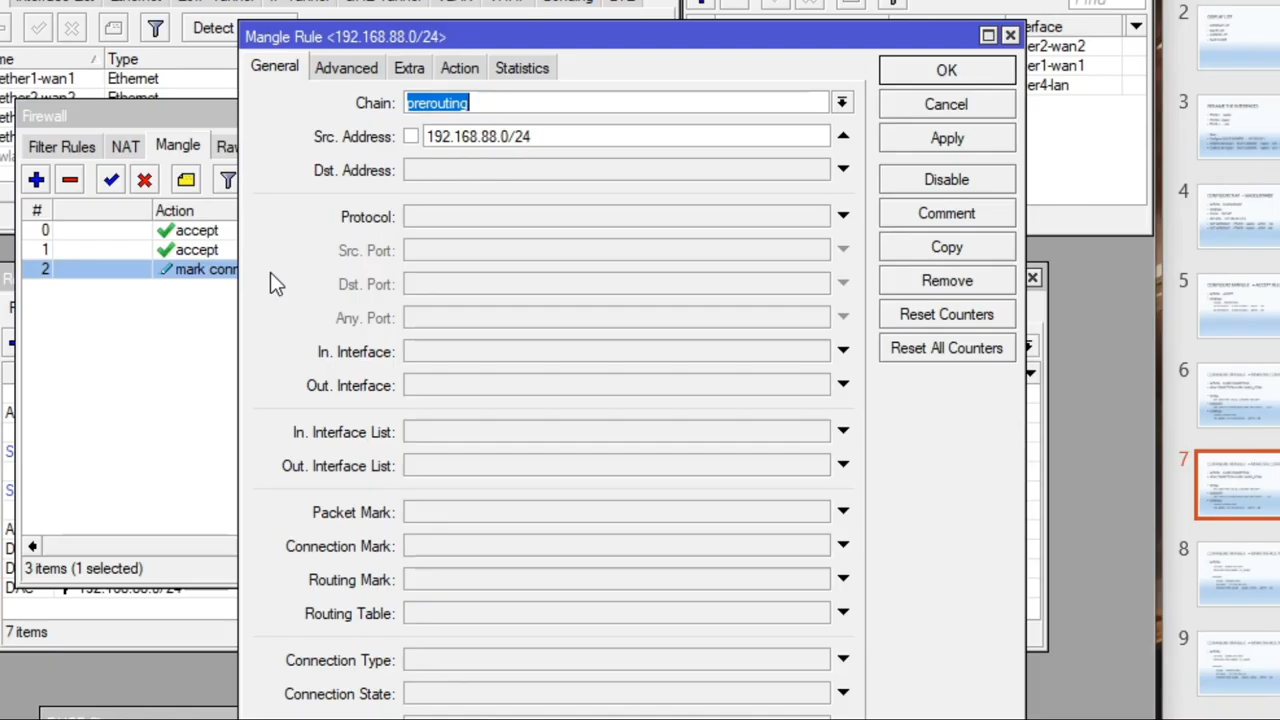 Detect
Find
me / Type
ether1-wan1 Ethernet
ether2-wan2 Ethernet
erface
er2-wan2
er1-wan1
er4-lan
Firewall
Filter Rules NAT Mangle Raw
# Action
0 accept
1 accept
2 mark conn
3 items (1 selected)
DAC 192.168.88.0/24
7 items
Mangle Rule <192.168.88.0/24>
General Advanced Extra Action Statistics
Chain: prerouting
Src. Address: 192.168.88.0/24
Dst. Address:
Protocol:
Src. Port:
Dst. Port:
Any. Port:
In. Interface:
Out. Interface:
In. Interface List:
Out. Interface List:
Packet Mark:
Connection Mark:
Routing Mark:
Routing Table:
Connection Type:
Connection State:
OK
Cancel
Apply
Disable
Comment
Copy
Remove
Reset Counters
Reset All Counters
2
3
4
5
6
7
8
9